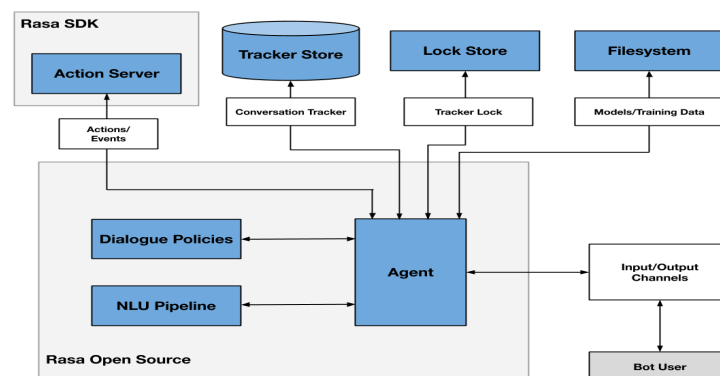 Rasa SDK
Action Server
Tracker Store
Lock Store
Filesystem
Conversation Tracker
Tracker Lock
Models/Training Data
Actions/
Events
Dialogue Policies
NLU Pipeline
Agent
Input/Output
Channels
Rasa Open Source
Bot User